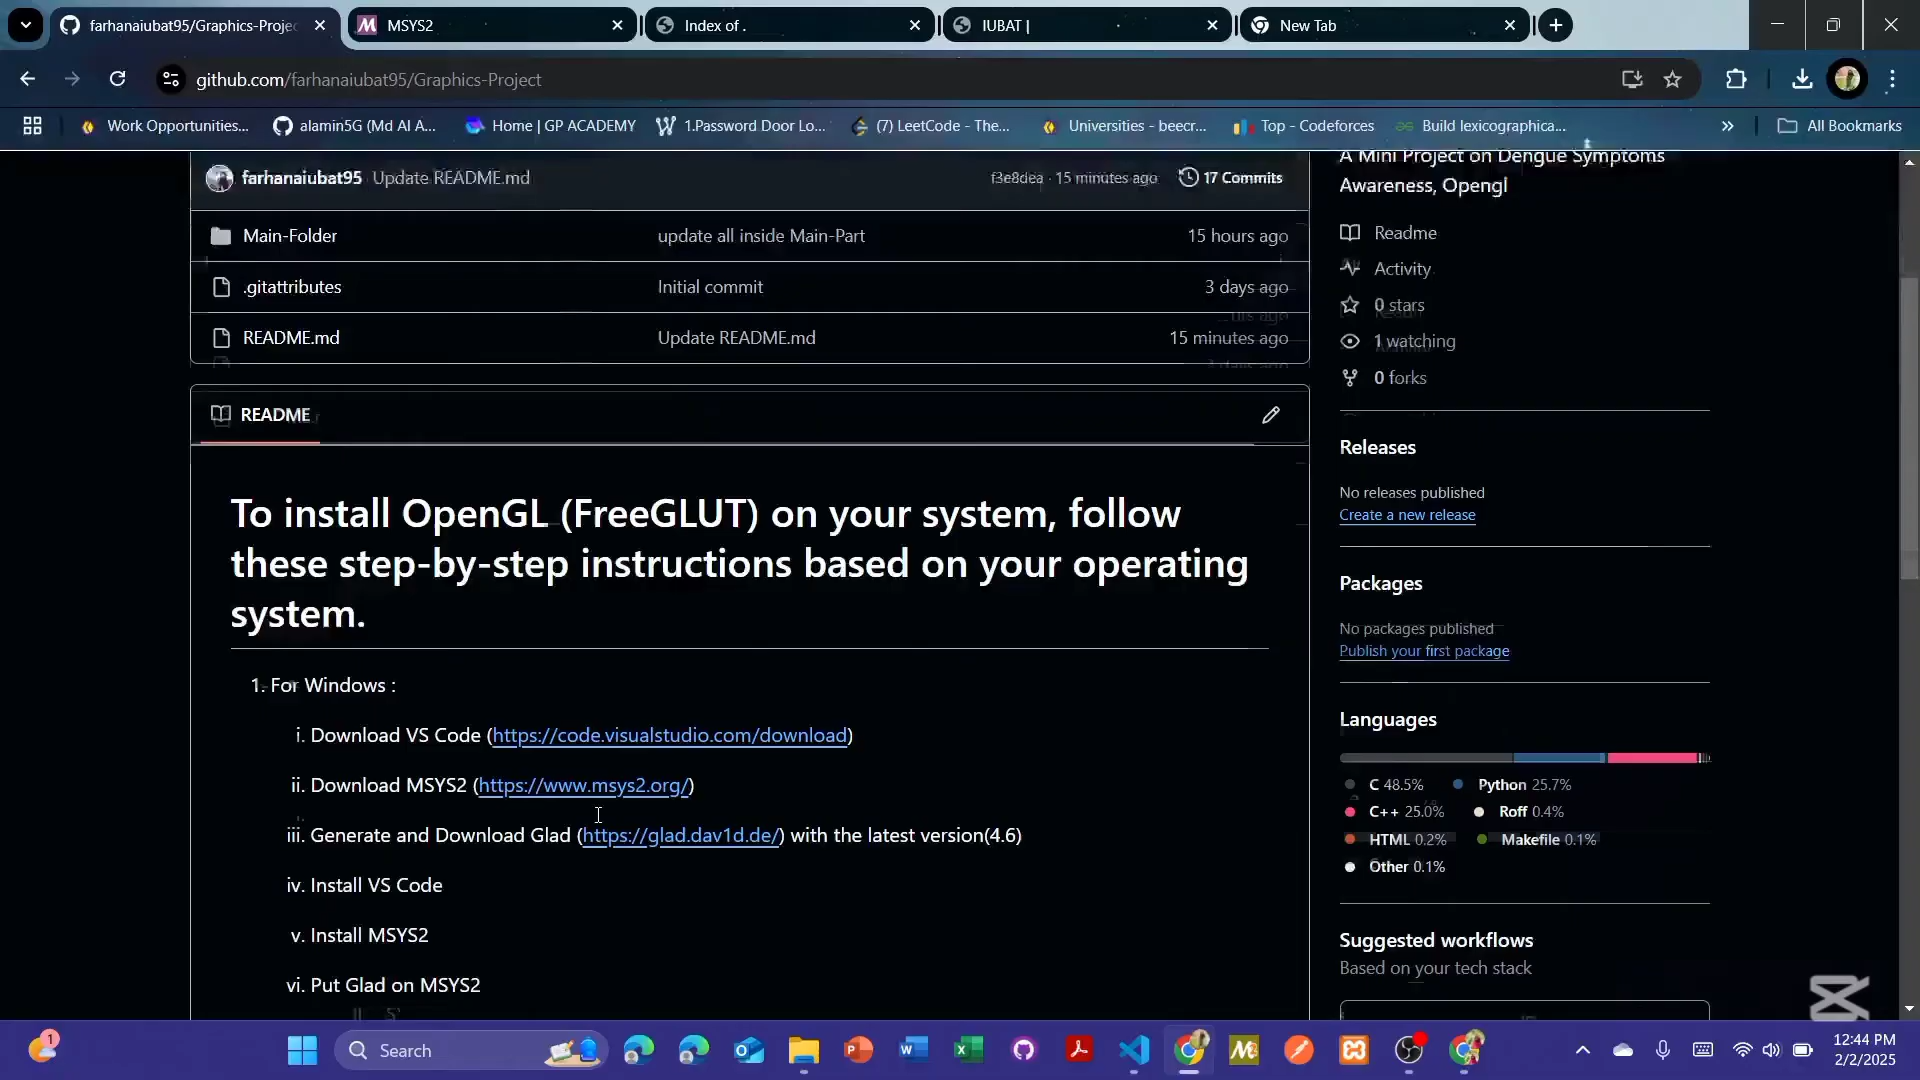 farhanaiubat95/Graphics-Projec
MSYS2
Index of .
IUBAT |
New Tab
github.com/farhanaiubat95/Graphics-Project
Work Opportunities...
alamin5G (Md Al A...
Home | GP ACADEMY
1.Password Door Lo...
(7) LeetCode - The...
Universities - beecr...
Top - Codeforces
Build lexicographica...
All Bookmarks
farhanaiubat95 Update README.md f3e8dea · 15 minutes ago 17 Commits
Main-Folder update all inside Main-Part 15 hours ago
.gitattributes Initial commit 3 days ago
README.md Update README.md 15 minutes ago
README
To install OpenGL (FreeGLUT) on your system, follow
these step-by-step instructions based on your operating
system.
1. For Windows :
i. Download VS Code (https://code.visualstudio.com/download)
ii. Download MSYS2 (https://www.msys2.org/)
iii. Generate and Download Glad (https://glad.dav1d.de/) with the latest version(4.6)
iv. Install VS Code
v. Install MSYS2
vi. Put Glad on MSYS2
A Mini Project on Dengue Symptoms
Awareness, Opengl
Readme
Activity
0 stars
1 watching
0 forks
Releases
No releases published
Create a new release
Packages
No packages published
Publish your first package
Languages
C 48.5% Python 25.7%
C++ 25.0% Roff 0.4%
HTML 0.2% Makefile 0.1%
Other 0.1%
Suggested workflows
Based on your tech stack
1
Search
12:44 PM
2/2/2025